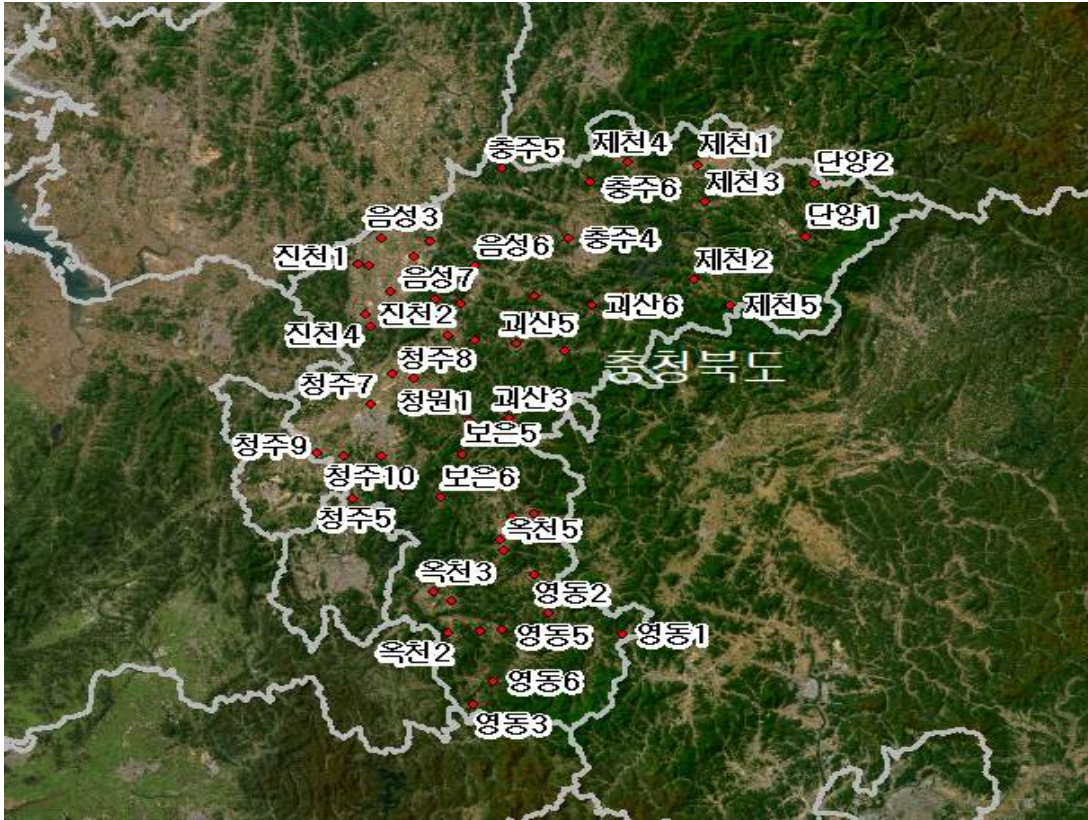 제천4
제천1
충주5
단양2
충주6
제천3
음성3
단양1
음성6
충주4
진천1
음성7
제천2
진천2
괴산6
제천5
진천4
괴산5
청주8
충청북도
청주7
청원1
괴산3
보은5
청주9
청주10
보은6
청주5
옥천5
옥천3
영동2
영동5
영동1
옥천2
영동6
영동3